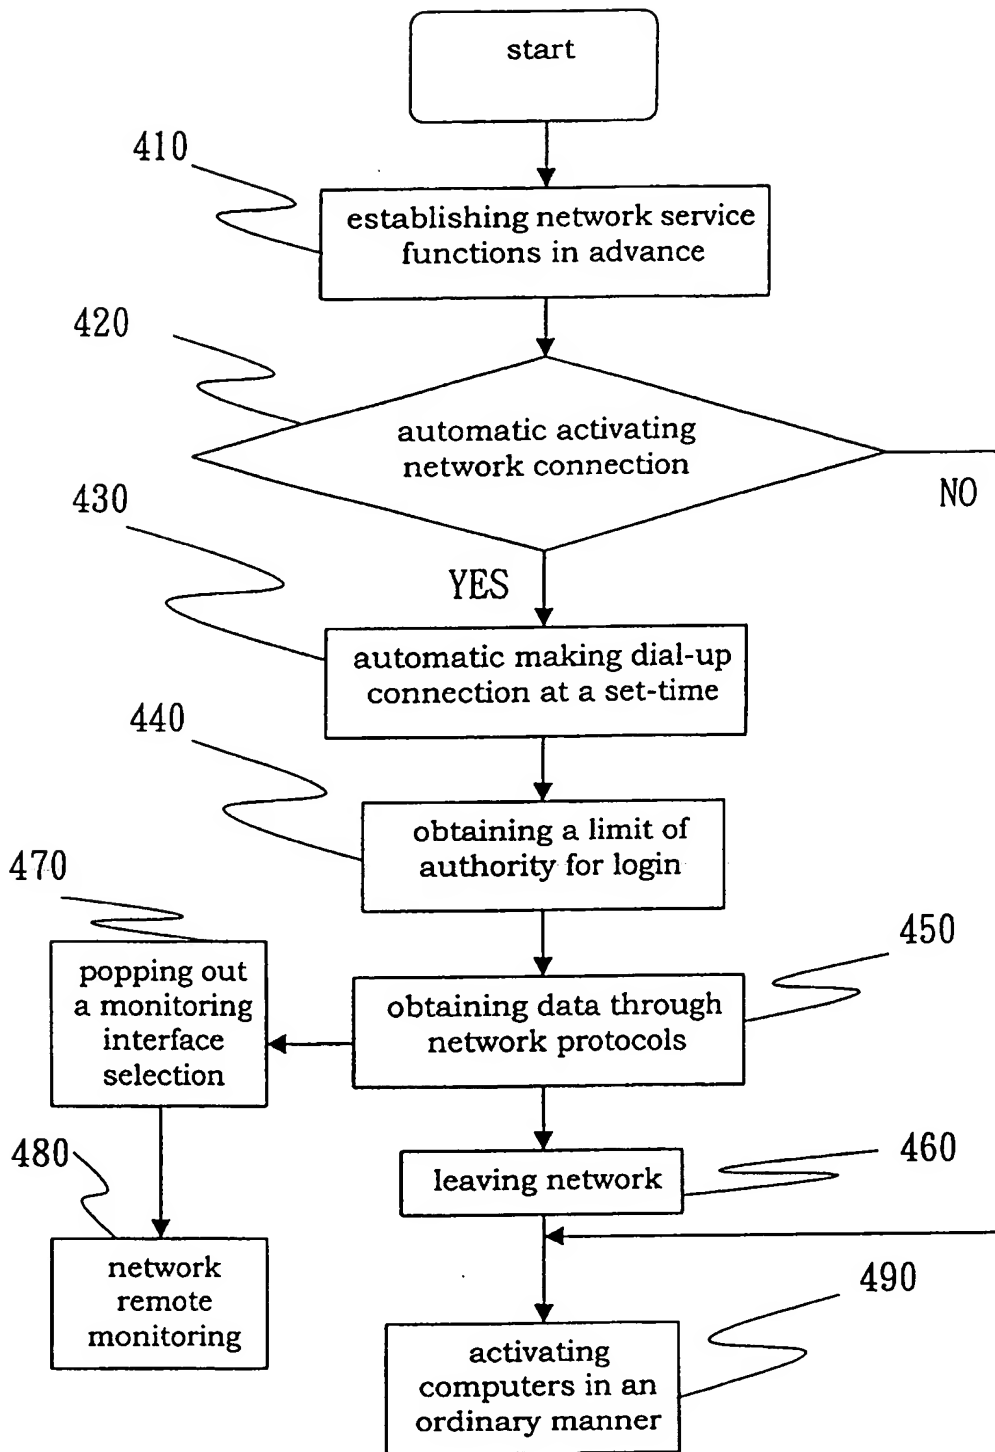 start
410
establishing network service
functions in advance
420
automatic activating
network connection
NO
430
YES
automatic making dial-up
connection at a set-time
440
obtaining a limit of
authority for login
470
popping out
a monitoring
interface
selection
450
obtaining data through
network protocols
480
460
leaving network
network
remote
monitoring
490
activating
computers in an
ordinary manner